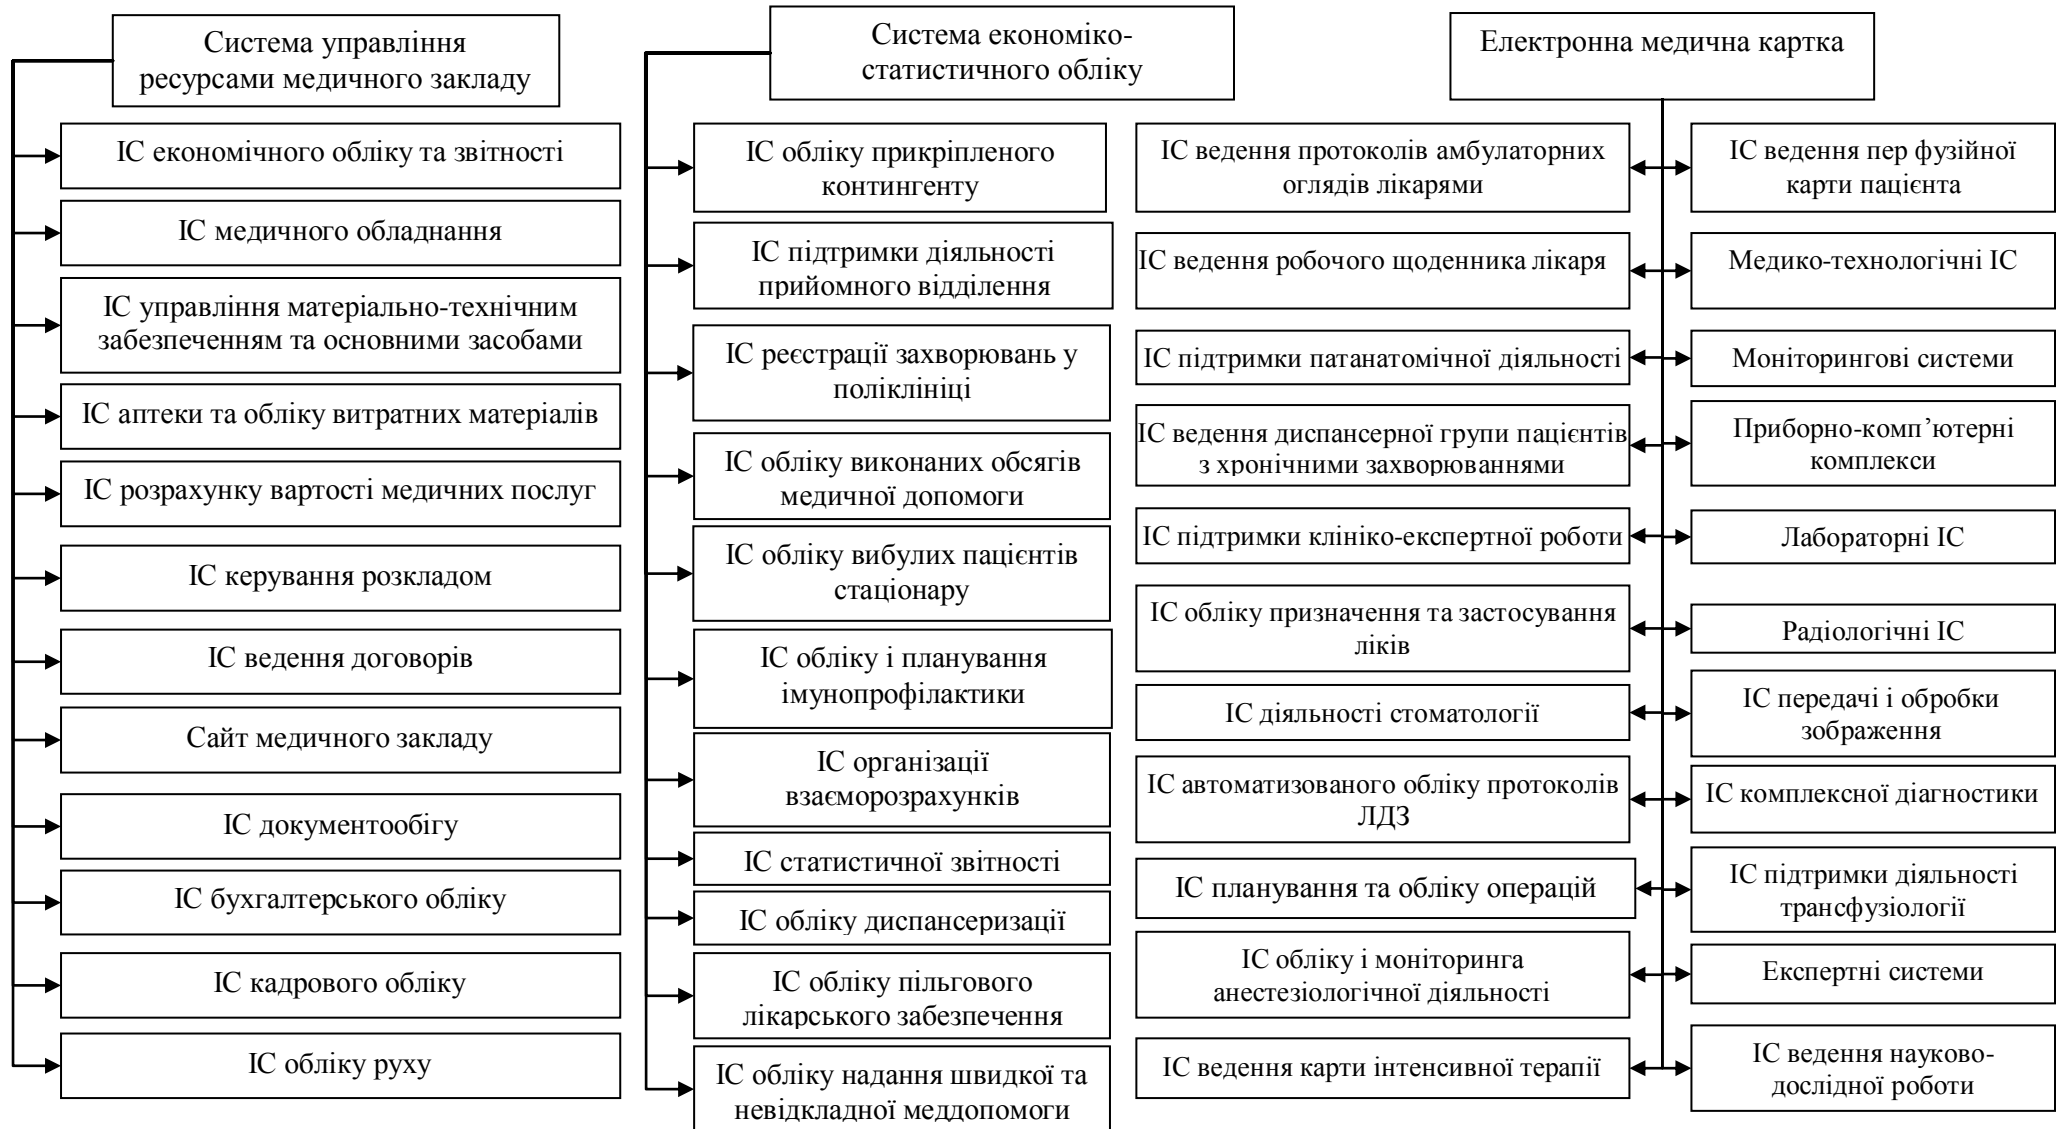 Система управління
ресурсами медичного закладу
ІС економічного обліку та звітності
ІС медичного обладнання
ІС управління матеріально-технічним
забезпеченням та основними засобами
ІС аптеки та обліку витратних матеріалів
ІС розрахунку вартості медичних послуг
ІС керування розкладом
ІС ведення договорів
Сайт медичного закладу
ІС документообігу
ІС бухгалтерського обліку
ІС кадрового обліку
ІС обліку руху
Система економіко-
статистичного обліку
ІС обліку прикріпленого
контингенту
ІС підтримки діяльності
прийомного відділення
ІС реєстрації захворювань у
поліклініці
ІС обліку виконаних обсягів
медичної допомоги
ІС обліку вибулих пацієнтів
стаціонару
ІС обліку і планування
імунопрофілактики
ІС організації
взаєморозрахунків
ІС статистичної звітності
ІС обліку диспансеризації
ІС обліку пільгового
лікарського забезпечення
ІС обліку надання швидкої та
невідкладної меддопомоги
Електронна медична картка
ІС ведення протоколів амбулаторних
оглядів лікарями
ІС ведення робочого щоденника лікаря
ІС підтримки патанатомічної діяльності
ІС ведення диспансерної групи пацієнтів
з хронічними захворюваннями
ІС підтримки клініко-експертної роботи
ІС обліку призначення та застосування
ліків
ІС діяльності стоматології
ІС автоматизованого обліку протоколів
ЛДЗ
ІС планування та обліку операцій
ІС обліку і моніторинга
анестезіологічної діяльності
ІС ведення карти інтенсивної терапії
ІС ведення пер фузійної
карти пацієнта
Медико-технологічні ІС
Моніторингові системи
Приборно-комп’ютерні
комплекси
Лабораторні ІС
Радіологічні ІС
ІС передачі і обробки
зображення
ІС комплексної діагностики
ІС підтримки діяльності
трансфузіології
Експертні системи
ІС ведення науково-
дослідної роботи